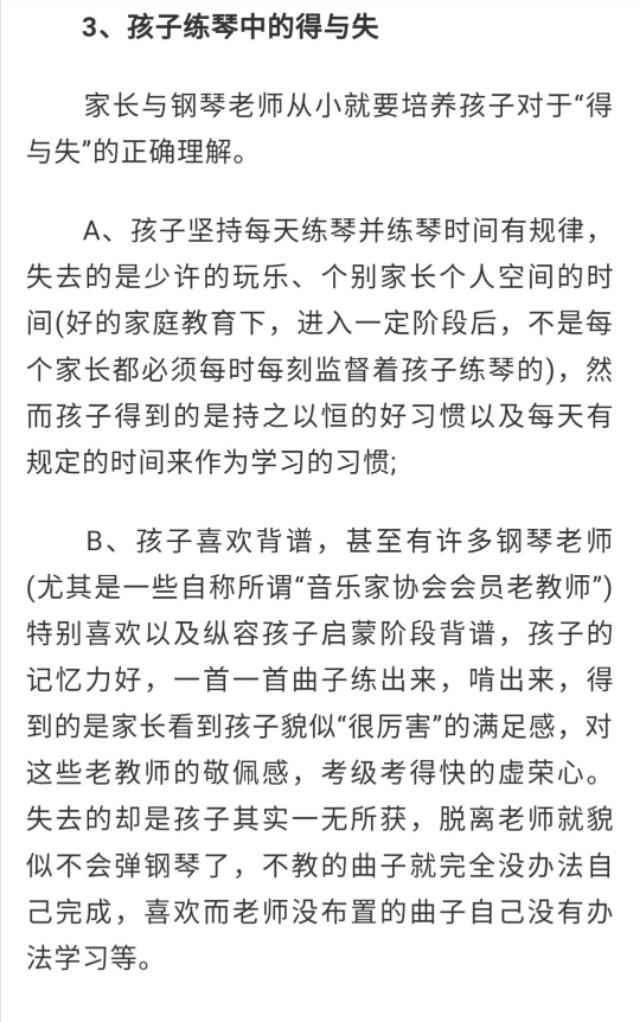 3、孩子练琴中的得与失
家长与钢琴老师从小就要培养孩子对于“得
与失”的正确理解。
A、孩子坚持每天练琴并练琴时间有规律，
失去的是少许的玩乐、个别家长个人空间的时
间(好的家庭教育下，进入一定阶段后，不是每
个家长都必须每时每刻监督着孩子练琴的)，然
而孩子得到的是持之以恒的好习惯以及每天有
规定的时间来作为学习的习惯;
B、孩子喜欢背谱，甚至有许多钢琴老师
(尤其是一些自称所谓“音乐家协会会员老教师”)
特别喜欢以及纵容孩子启蒙阶段背谱，孩子的
记忆力好，一首一首曲子练出来，啃出来，得
到的是家长看到孩子貌似“很厉害”的满足感，对
这些老教师的敬佩感，考级考得快的虚荣心。
失去的却是孩子其实一无所获，脱离老师就貌
似不会弹钢琴了，不教的曲子就完全没办法自
己完成，喜欢而老师没布置的曲子自己没有办
法学习等。